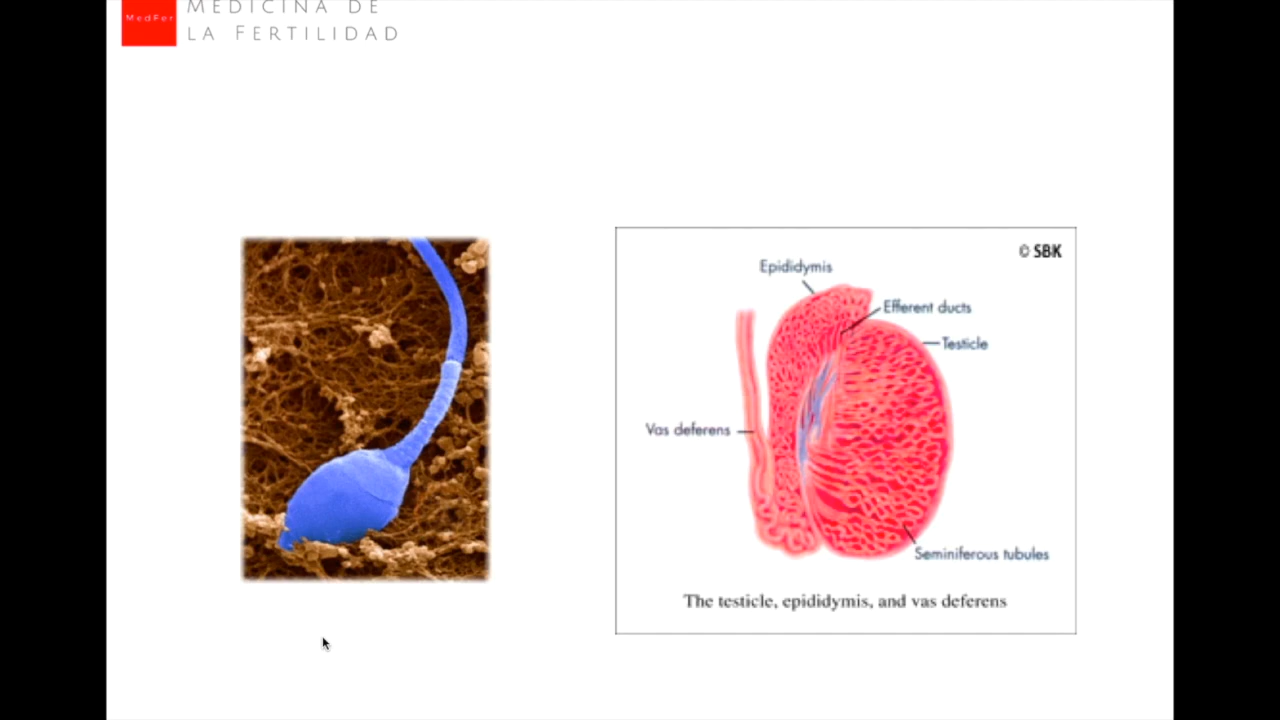 MedFer
MEDICINA DE
LA FERTILIDAD
© SBK
Epididymis
Efferent ducts
Testicle
Vas deferens
Seminiferous tubules
The testicle, epididymis, and vas deferens